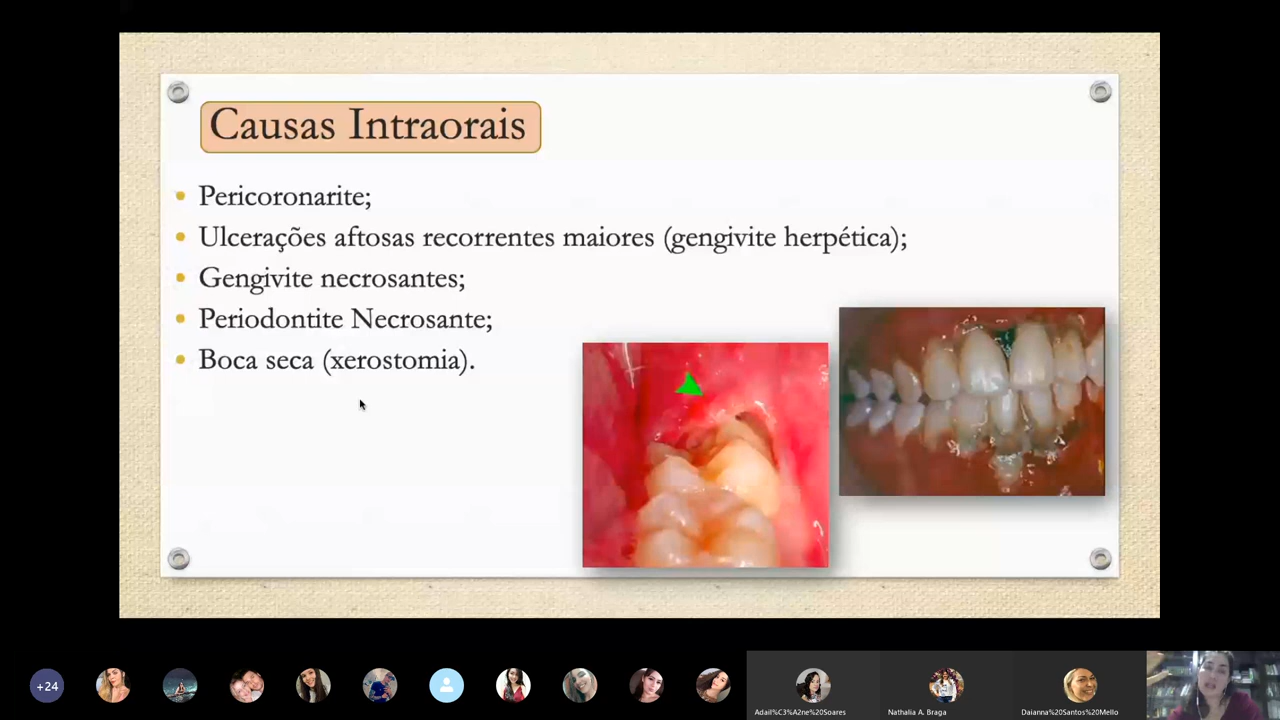 Causas Intraorais
Pericoronarite;
Ulcerações aftosas recorrentes maiores (gengivite herpética);
Gengivite necrosantes;
Periodontite Necrosante;
Boca seca (xerostomia).
+24
Adail%C3%A2ne%20Soares
Nathalia A. Braga
Daianna%20Santos%20Mello